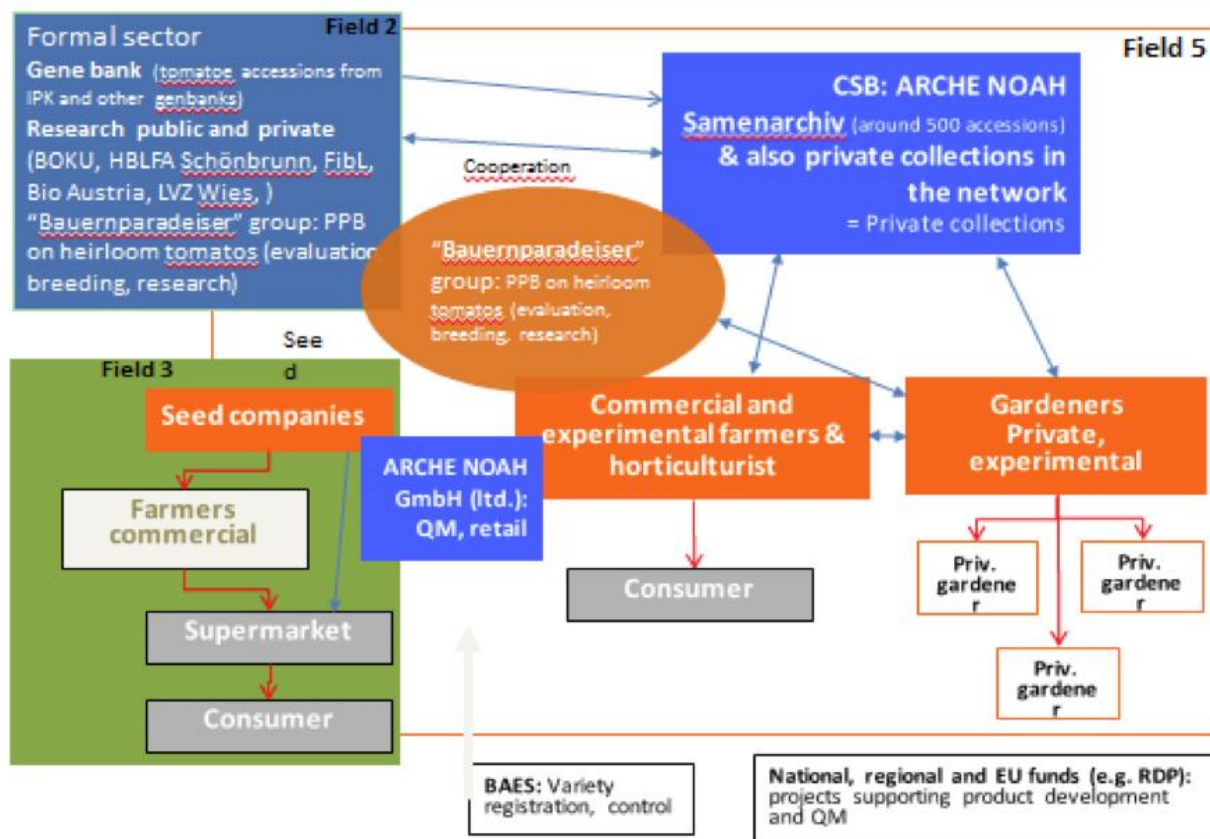 Field 2
Formal sector
Gene bank (tomatoe accessions from
IPK and other genbanks)
Research public and private
(BOKU, HBLFA Schönbrunn, FibL,
Bio Austria, LVZ Wies, )
“Bauernparadeiser” group: PPB
on heirloom tomatos (evaluation,
breeding, research)
Field 5
CSB: ARCHE NOAH
Samenarchiv (around 500 accessions)
& also private collections in
the network
= Private collections
Cooperation
“Bauernparadeiser”
group: PPB on heirloom
tomatos (evaluation,
breeding, research)
See
d
Field 3
Seed companies
Farmers
commercial
Supermarket
Consumer
ARCHE NOAH
GmbH (ltd.):
QM, retail
Commercial and
experimental farmers &
horticulturist
Consumer
Gardeners
Private,
experimental
Priv.
gardene
r
Priv.
gardene
r
Priv.
gardene
r
BAES: Variety
registration, control
National, regional and EU funds (e.g. RDP):
projects supporting product development
and QM